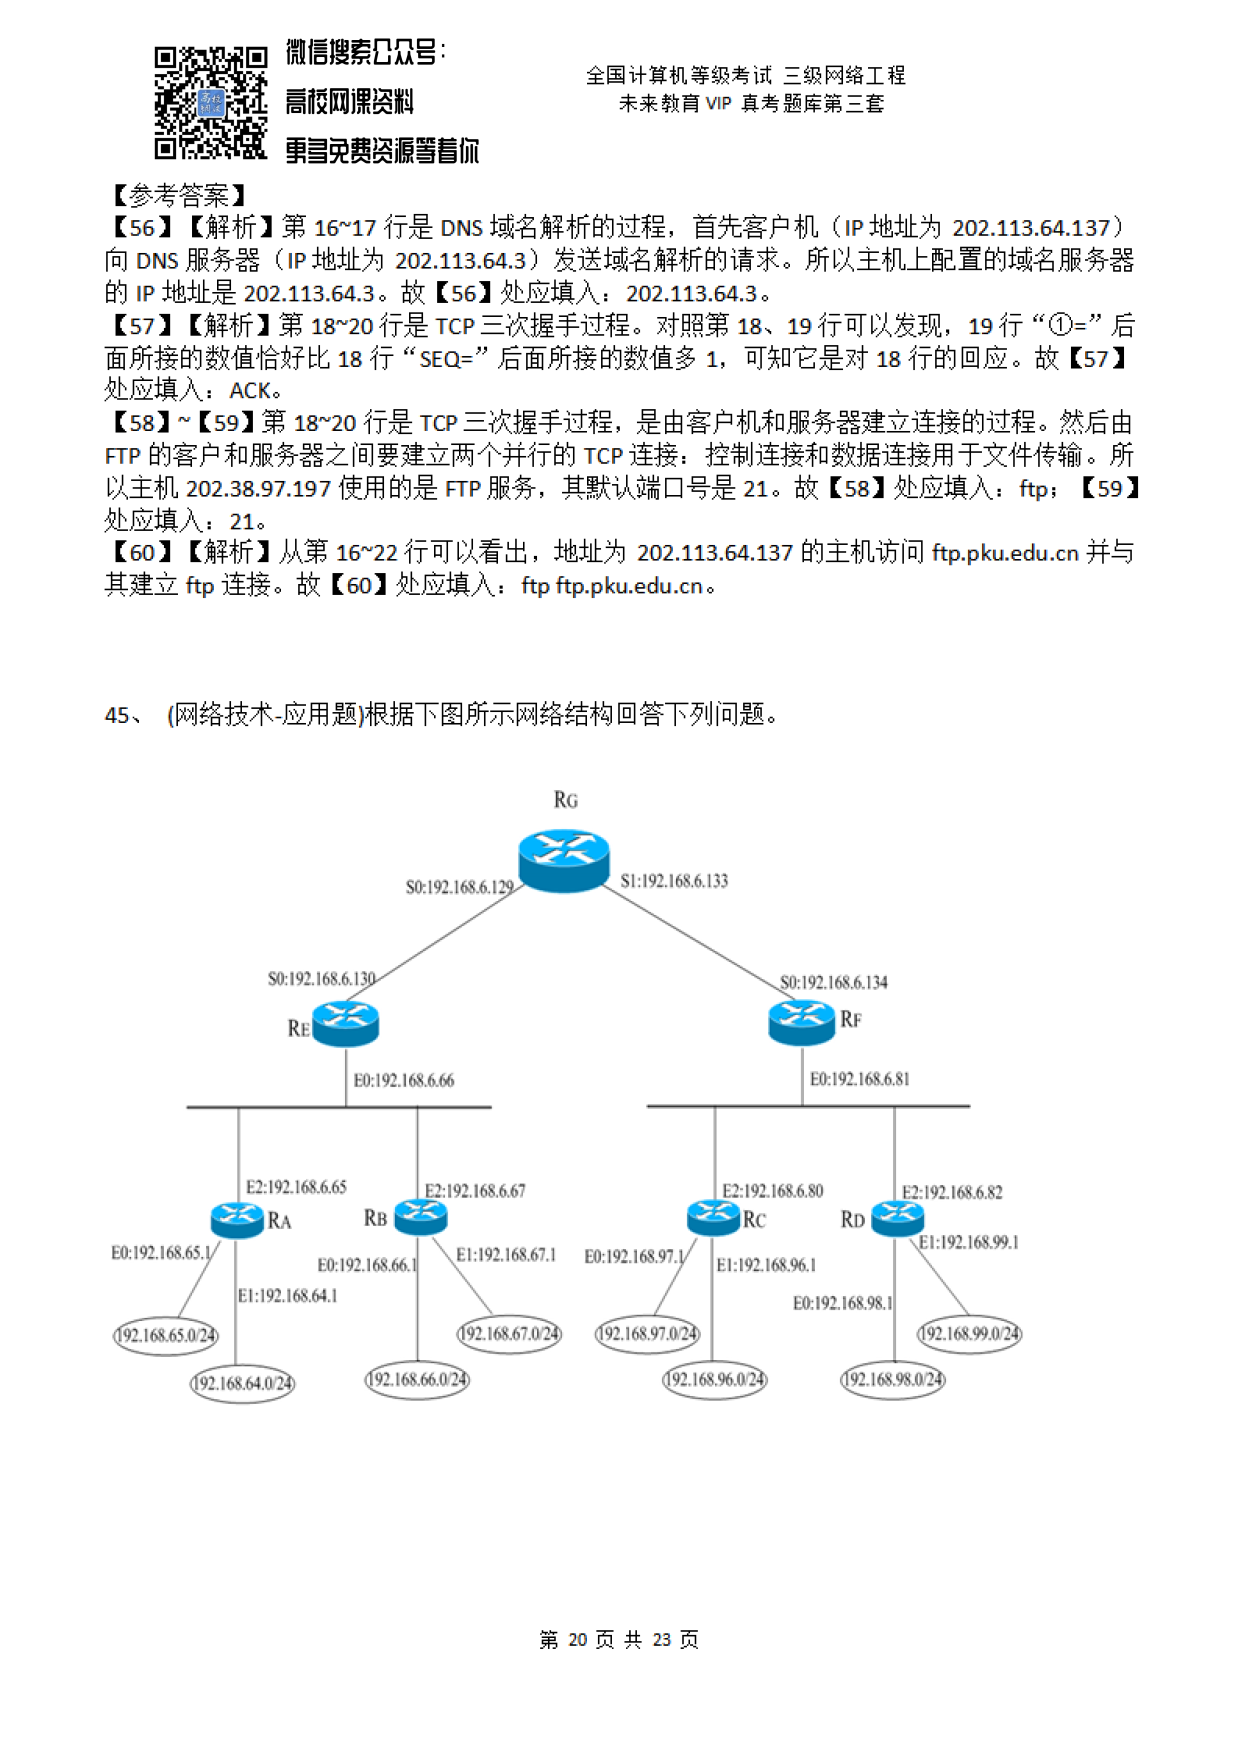 微信搜索公众号：
高校网课资料
更多免费资源等着你
全国计算机等级考试 三级网络工程
未来教育 VIP 真考题库第三套
高校
网课
【参考答案】
【56】【解析】第 16~17 行是 DNS 域名解析的过程，首先客户机（IP 地址为 202.113.64.137）
向 DNS 服务器（IP 地址为 202.113.64.3）发送域名解析的请求。所以主机上配置的域名服务器
的 IP 地址是 202.113.64.3。故【56】处应填入：202.113.64.3。
【57】【解析】第 18~20 行是 TCP 三次握手过程。对照第 18、19 行可以发现，19 行“①=”后
面所接的数值恰好比 18 行“SEQ=”后面所接的数值多 1，可知它是对 18 行的回应。故【57】
处应填入：ACK。
【58】~【59】第 18~20 行是 TCP 三次握手过程，是由客户机和服务器建立连接的过程。然后由
FTP 的客户和服务器之间要建立两个并行的 TCP 连接：控制连接和数据连接用于文件传输。所
以主机 202.38.97.197 使用的是 FTP 服务，其默认端口号是 21。故【58】处应填入：ftp；【59】
处应填入：21。
【60】【解析】从第 16~22 行可以看出，地址为 202.113.64.137 的主机访问 ftp.pku.edu.cn 并与
其建立 ftp 连接。故【60】处应填入：ftp ftp.pku.edu.cn。
45、 (网络技术-应用题)根据下图所示网络结构回答下列问题。
RG
S0:192.168.6.129
S1:192.168.6.133
S0:192.168.6.130
S0:192.168.6.134
RE
RF
E0:192.168.6.66
E0:192.168.6.81
E2:192.168.6.65
E2:192.168.6.67
E2:192.168.6.80
E2:192.168.6.82
RA
RB
RC
RD
E0:192.168.65.1
E1:192.168.64.1
E0:192.168.66.1
E1:192.168.67.1
E0:192.168.97.1
E1:192.168.96.1
E0:192.168.98.1
E1:192.168.99.1
192.168.65.0/24
192.168.67.0/24
192.168.97.0/24
192.168.99.0/24
192.168.64.0/24
192.168.66.0/24
192.168.96.0/24
192.168.98.0/24
第 20 页 共 23 页